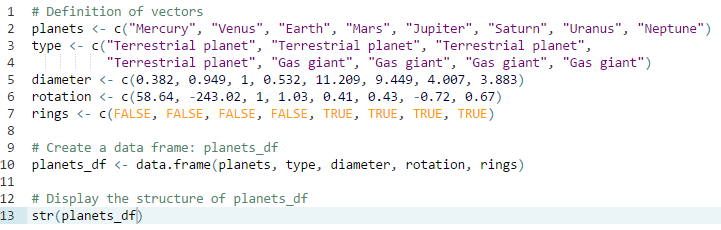 1 # Definition of vectors
2 planets <- c("Mercury", "Venus", "Earth", "Mars", "Jupiter", "Saturn", "Uranus", "Neptune")
3 type <- c("Terrestrial planet", "Terrestrial planet", "Terrestrial planet",
4 "Terrestrial planet", "Gas giant", "Gas giant", "Gas giant", "Gas giant")
5 diameter <- c(0.382, 0.949, 1, 0.532, 11.209, 9.449, 4.007, 3.883)
6 rotation <- c(58.64, -243.02, 1, 1.03, 0.41, 0.43, -0.72, 0.67)
7 rings <- c(FALSE, FALSE, FALSE, FALSE, TRUE, TRUE, TRUE, TRUE)
8
9 # Create a data frame: planets_df
10 planets_df <- data.frame(planets, type, diameter, rotation, rings)
11
12 # Display the structure of planets_df
13 str(planets_df)